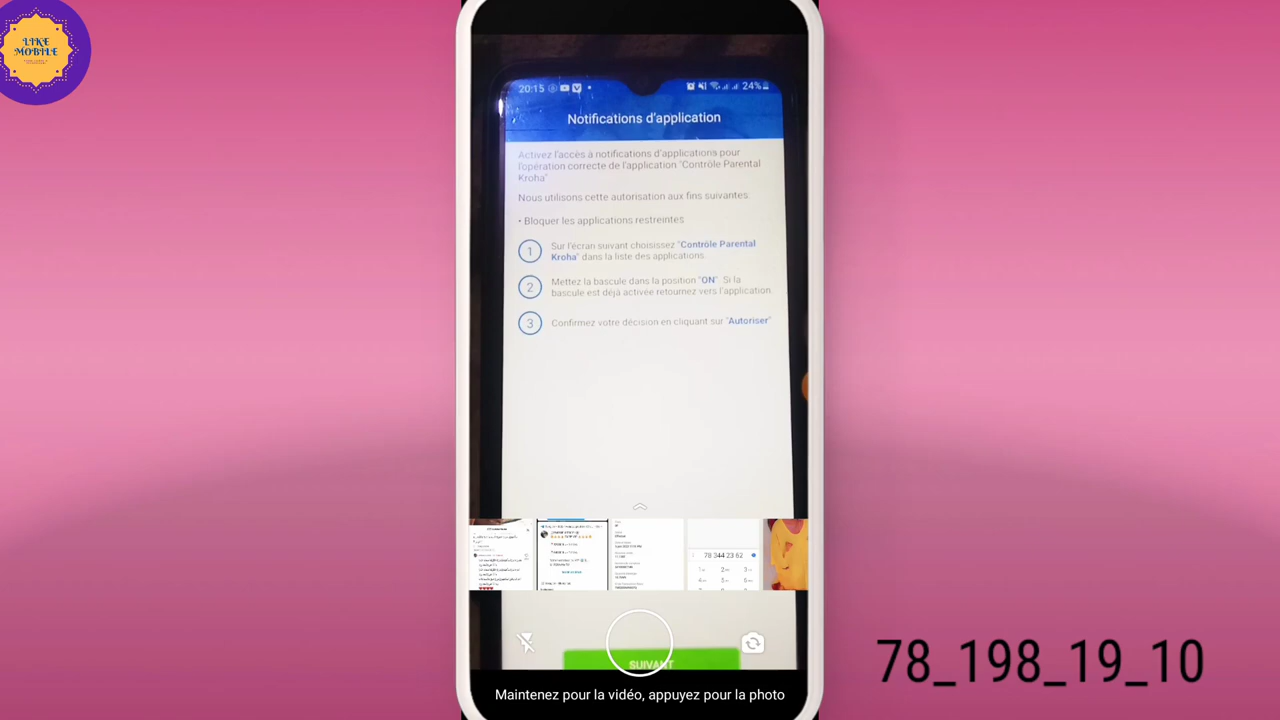 LIKE
MOBILE
20:15
24%
Notifications d'application
Activez l'accès à notifications d'applications pour
l'opération correcte de l'application "Contrôle Parental
Kroha"
Nous utilisons cette autorisation aux fins suivantes:
• Bloquer les applications restreintes
1 Sur l'écran suivant choisissez "Contrôle Parental
Kroha" dans la liste des applications.
2 Mettez la bascule dans la position "ON". Si la
bascule est déjà activée retournez vers l'application.
3 Confirmez votre décision en cliquant sur "Autoriser"
78 344 23 62
SUIVANT
Maintenez pour la vidéo, appuyez pour la photo
78_198_19_10